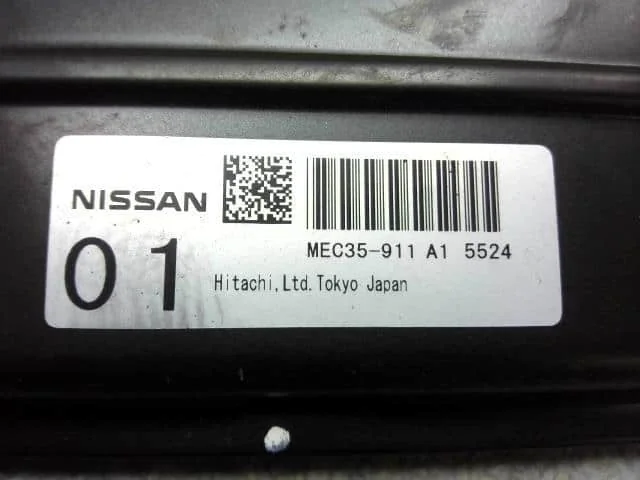 NISSAN
MEC35-911 A1 5524
01
Hitachi,Ltd.Tokyo Japan